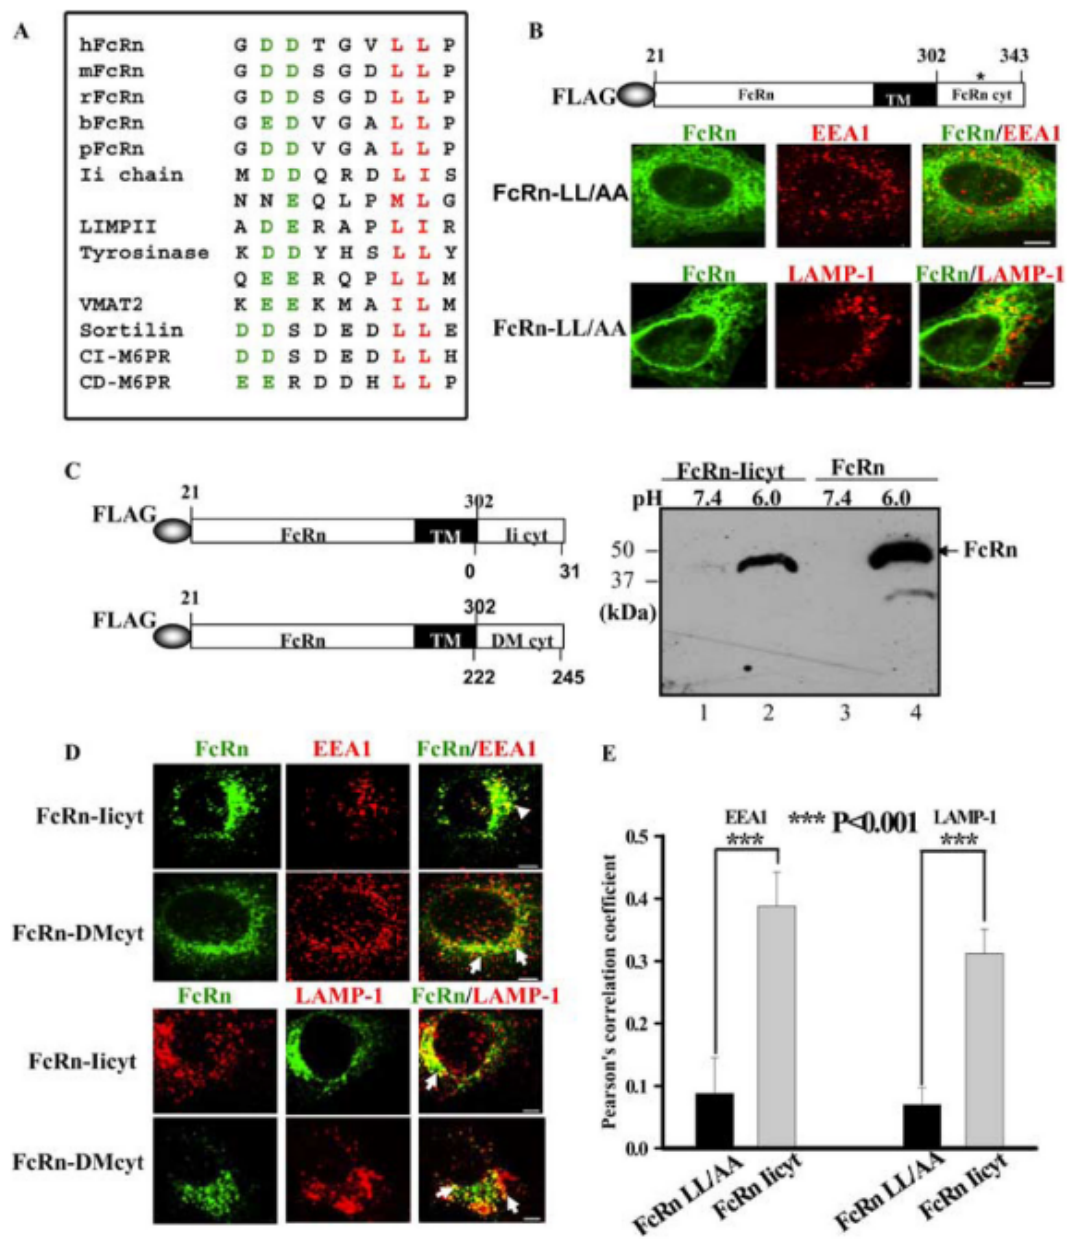 A
hFcRn G D D T G V L L P
mFcRn G D D S G D L L P
rFcRn G D D S G D L L P
bFcRn G E D V G A L L P
pFcRn G D D V G A L L P
Ii chain M D D Q R D L I S
N N E Q L P M L G
LIMPII A D E R A P L I R
Tyrosinase K D D Y H S L L Y
Q E E R Q P L L M
VMAT2 K E E K M A I L M
Sortilin D D S D E D L L E
CI-M6PR D D S D E D L L H
CD-M6PR E E R D D H L L P
B
21 302 343
*
FLAG FcRn TM FcRn cyt
FcRn EEA1 FcRn/EEA1
FcRn-LL/AA
FcRn LAMP-1 FcRn/LAMP-1
FcRn-LL/AA
C
21 302
FLAG FcRn TM Ii cyt
0 31
21 302
FLAG FcRn TM DM cyt
222 245
FcRn-Iicyt FcRn
pH 7.4 6.0 7.4 6.0
50
FcRn
37
(kDa)
1 2 3 4
D
FcRn EEA1 FcRn/EEA1
FcRn-Iicyt
FcRn-DMcyt
FcRn LAMP-1 FcRn/LAMP-1
FcRn-Iicyt
FcRn-DMcyt
E
EEA1 *** P<0.001 LAMP-1
*** ***
0.5
0.4
0.3
0.2
0.1
0.0
Pearson's correlation coefficient
FcRn LL/AA FcRn Iicyt FcRn LL/AA FcRn Iicyt